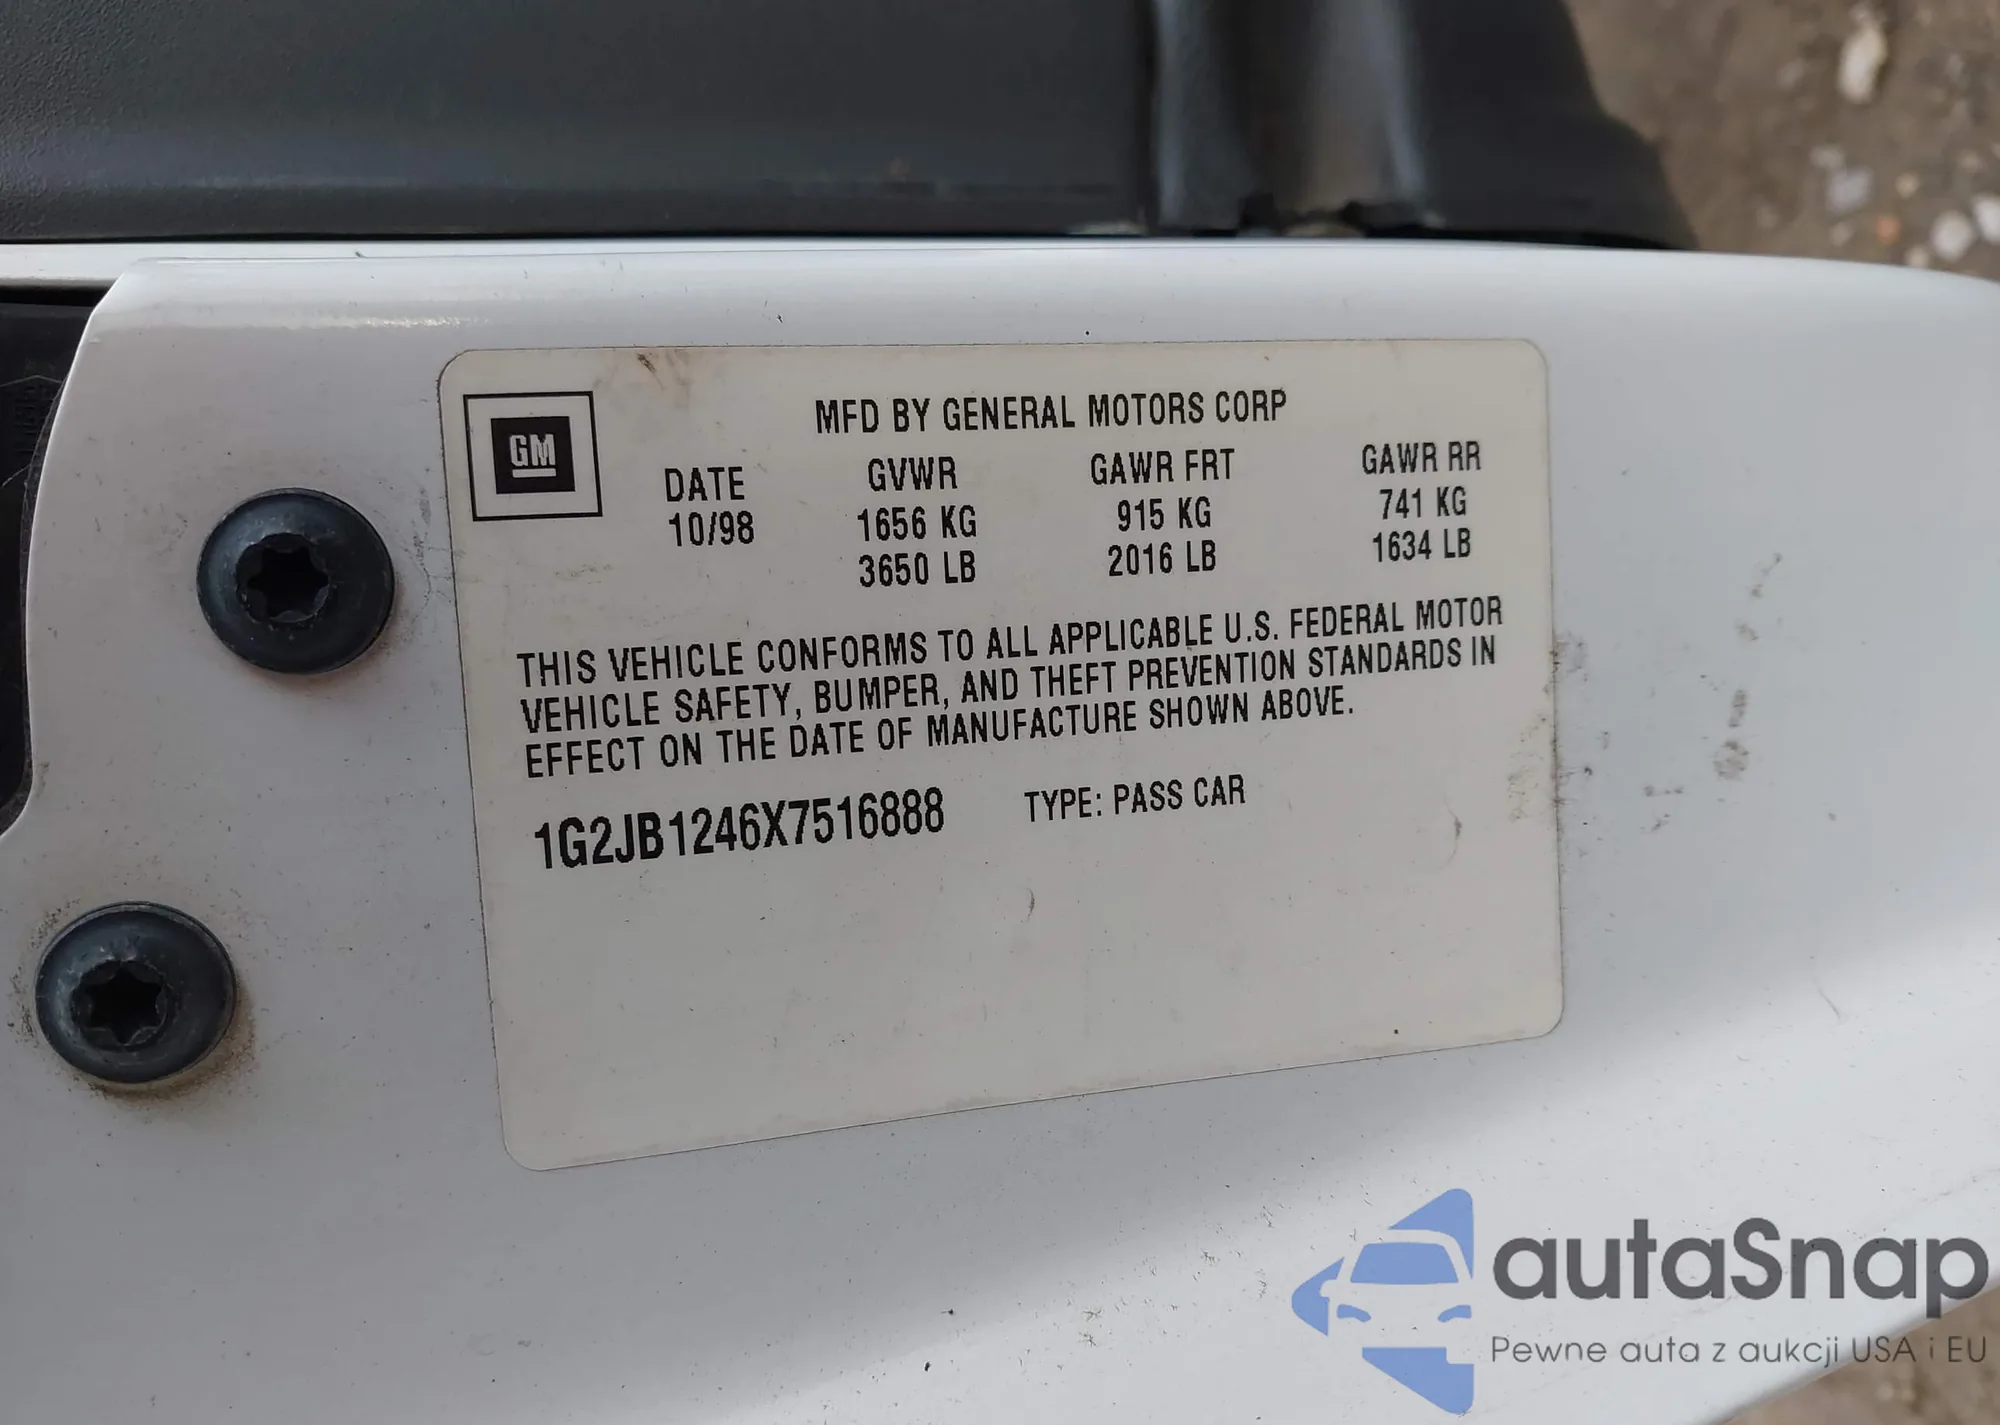 GM
MFD BY GENERAL MOTORS CORP
DATE GVWR GAWR FRT GAWR RR
10/98 1656 KG 915 KG 741 KG
3650 LB 2016 LB 1634 LB
THIS VEHICLE CONFORMS TO ALL APPLICABLE U.S. FEDERAL MOTOR
VEHICLE SAFETY, BUMPER, AND THEFT PREVENTION STANDARDS IN
EFFECT ON THE DATE OF MANUFACTURE SHOWN ABOVE.
1G2JB1246X7516888 TYPE: PASS CAR
autaSnap
Pewne auta z aukcji USA i EU